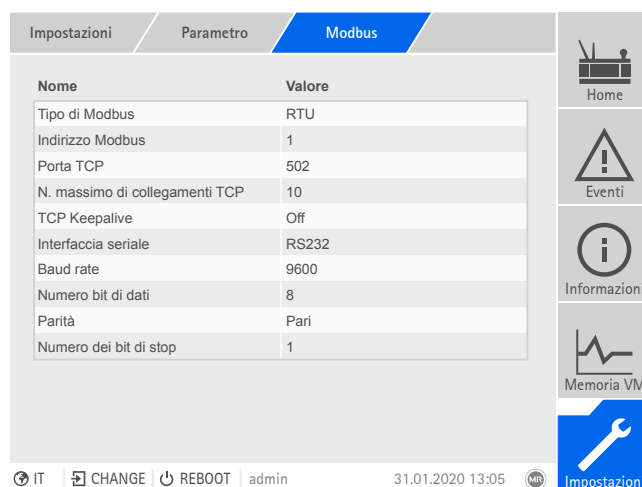 Impostazioni Parametro Modbus
Nome Valore
Tipo di Modbus RTU
Indirizzo Modbus 1
Porta TCP 502
N. massimo di collegamenti TCP 10
TCP Keepalive Off
Interfaccia seriale RS232
Baud rate 9600
Numero bit di dati 8
Parità Pari
Numero dei bit di stop 1
Home
Eventi
Informazion
Memoria VM
Impostazion
IT CHANGE REBOOT admin 31.01.2020 13:05 MR